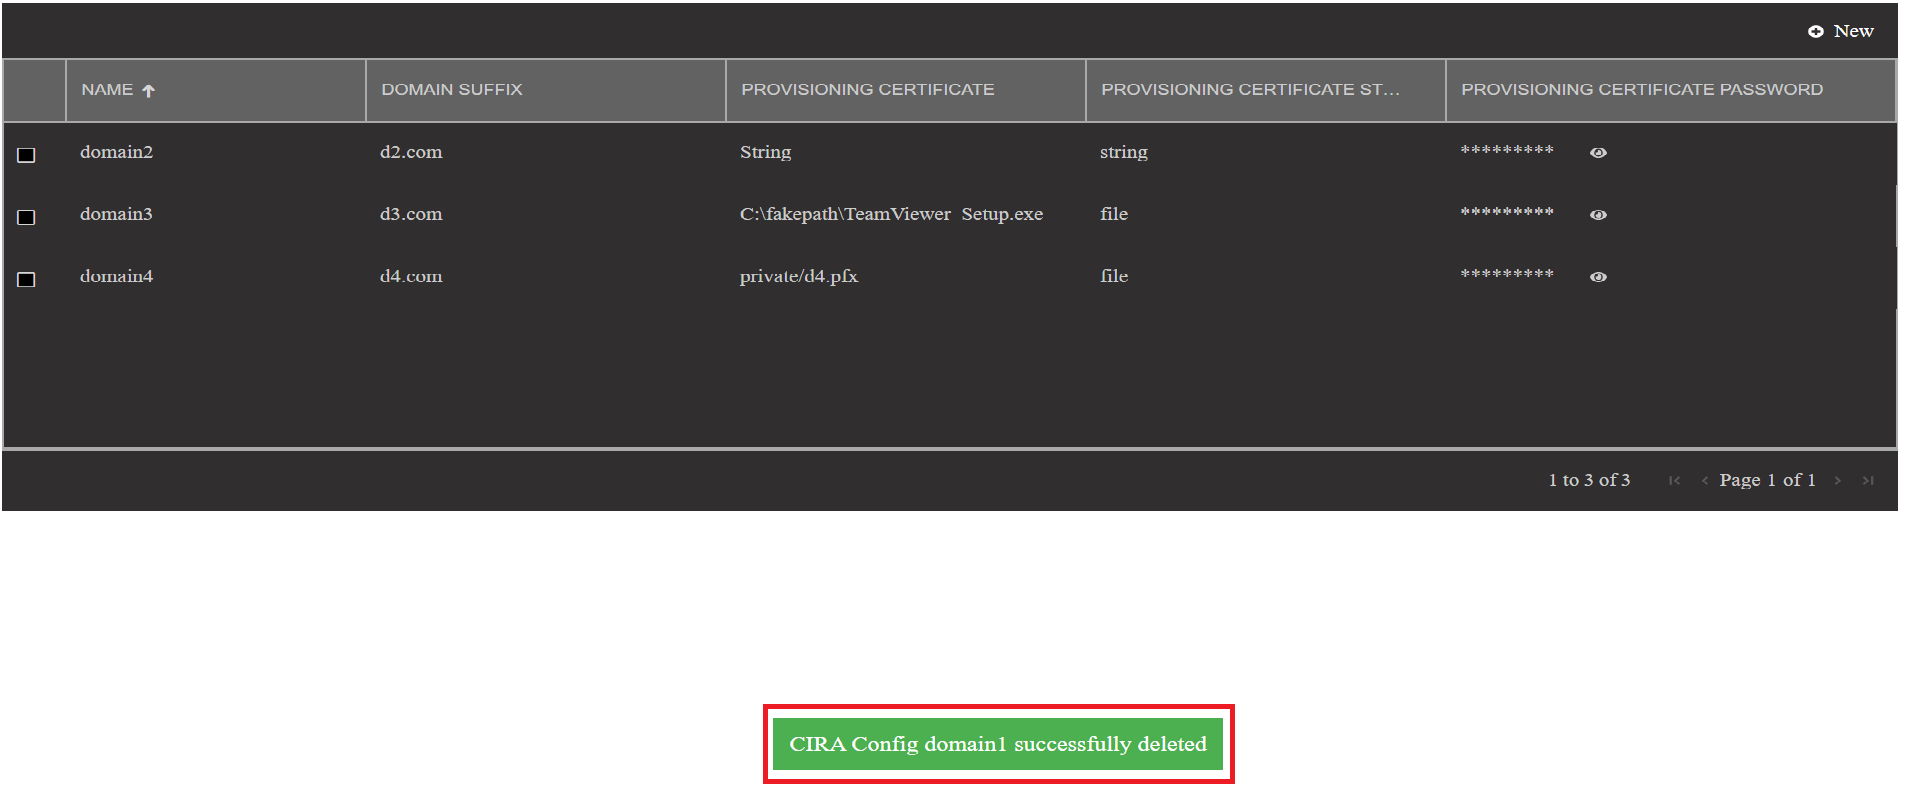 New
NAME DOMAIN SUFFIX PROVISIONING CERTIFICATE PROVISIONING CERTIFICATE ST... PROVISIONING CERTIFICATE PASSWORD
domain2 d2.com String string *********
domain3 d3.com C:\fakepath\TeamViewer_Setup.exe file *********
domain4 d4.com private/d4.pfx file *********
1 to 3 of 3 Page 1 of 1
CIRA Config domain1 successfully deleted